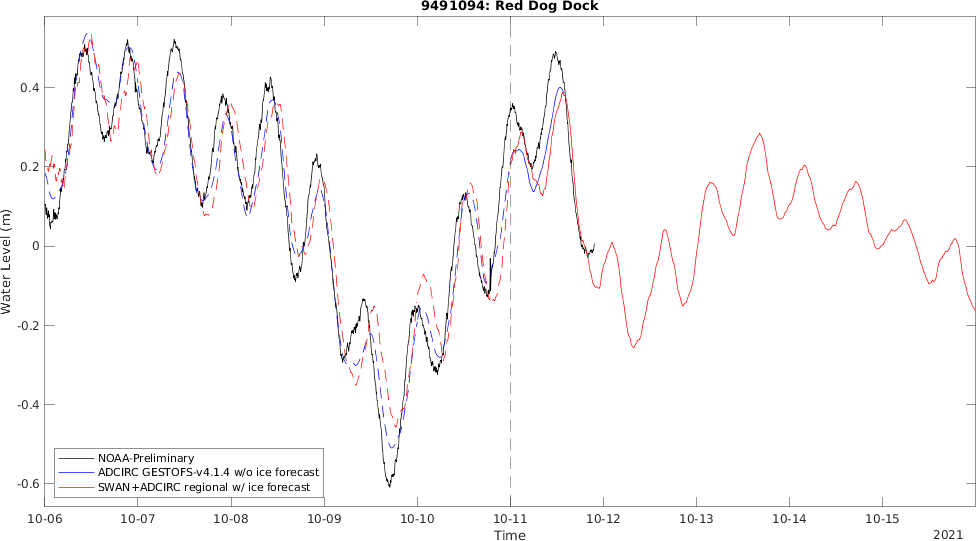 9491094: Red Dog Dock
Water Level (m)
0.4
0.2
0
-0.2
-0.4
-0.6
NOAA-Preliminary
ADCIRC GESTOFS-v4.1.4 w/o ice forecast
SWAN+ADCIRC regional w/ ice forecast
10-06 10-07 10-08 10-09 10-10 10-11 10-12 10-13 10-14 10-15
Time
2021